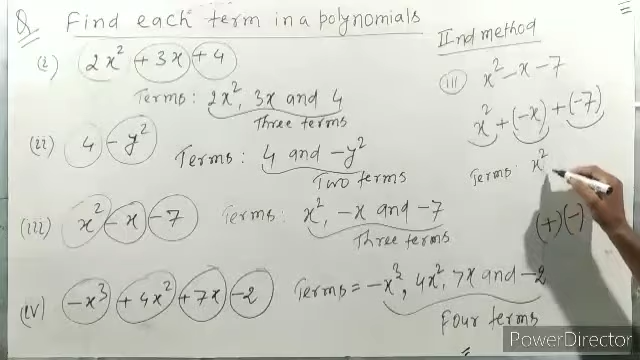 Q. Find each term in a polynomials
(i) 2x² + 3x + 4
Terms: 2x², 3x and 4
Three terms
(ii) 4 - y²
Terms: 4 and -y²
Two terms
(iii) x² - x - 7
Terms: x², -x and -7
Three terms
(iv) -x³ + 4x² + 7x - 2
Terms = -x³, 4x², 7x and -2
four terms
IInd method
iii) x² - x - 7
x² + (-x) + (-7)
Terms: x²
(+)(-)
PowerDirector